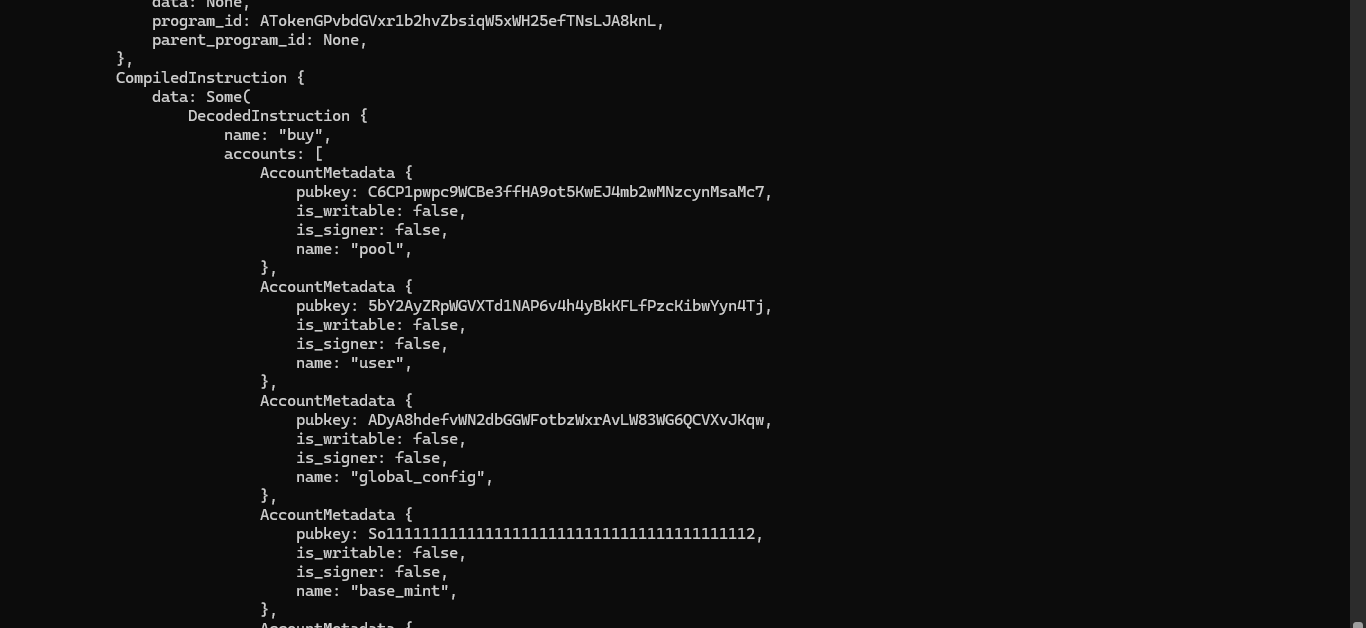 data: None,
program_id: ATokenGPvbdGVxr1b2hvZbsiqW5xWH25efTNsLJA8knL,
parent_program_id: None,
},
CompiledInstruction {
data: Some(
DecodedInstruction {
name: "buy",
accounts: [
AccountMetadata {
pubkey: C6CP1pwpc9WCBe3ffHA9ot5KwEJ4mb2wMNzcynMsaMc7,
is_writable: false,
is_signer: false,
name: "pool",
},
AccountMetadata {
pubkey: 5bY2AyZRpWGVXTd1NAP6v4h4yBkKFLfPzcKibwYyn4Tj,
is_writable: false,
is_signer: false,
name: "user",
},
AccountMetadata {
pubkey: ADyA8hdefvWN2dbGGWFotbzWxrAvLW83WG6QCVXvJKqw,
is_writable: false,
is_signer: false,
name: "global_config",
},
AccountMetadata {
pubkey: So11111111111111111111111111111111111111112,
is_writable: false,
is_signer: false,
name: "base_mint",
},
AccountMetadata {